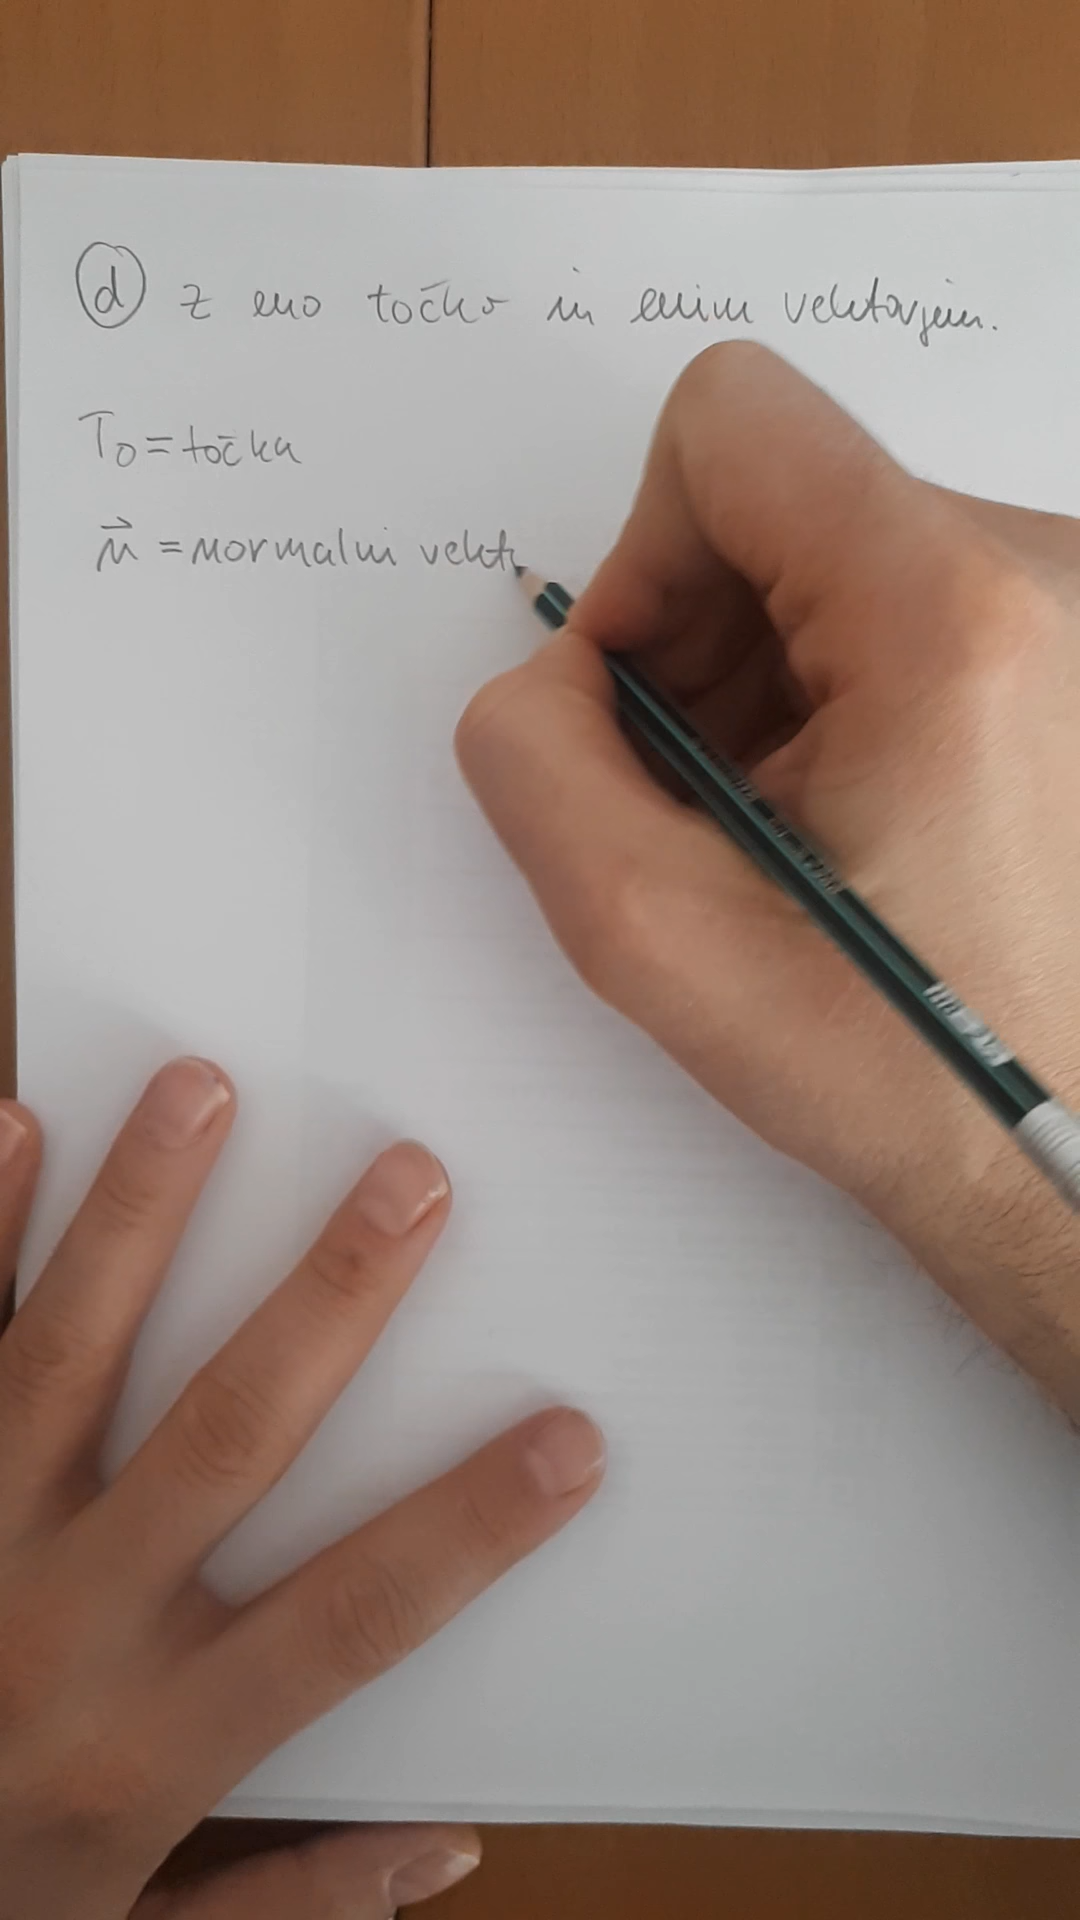 d z eno točko in enim vektorjem.
T₀ = točka
n⃗ = normalni vekt